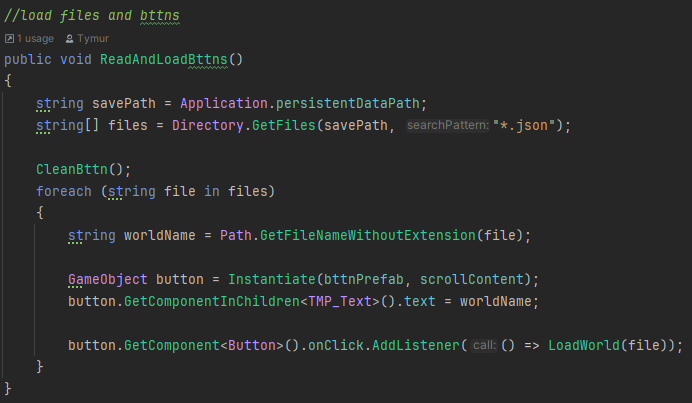 //load files and bttns
1 usage Tymur
public void ReadAndLoadBttns()
{
string savePath = Application.persistentDataPath;
string[] files = Directory.GetFiles(savePath, searchPattern: "*.json");
CleanBttn();
foreach (string file in files)
{
string worldName = Path.GetFileNameWithoutExtension(file);
GameObject button = Instantiate(bttnPrefab, scrollContent);
button.GetComponentInChildren<TMP_Text>().text = worldName;
button.GetComponent<Button>().onClick.AddListener( call: () => LoadWorld(file));
}
}